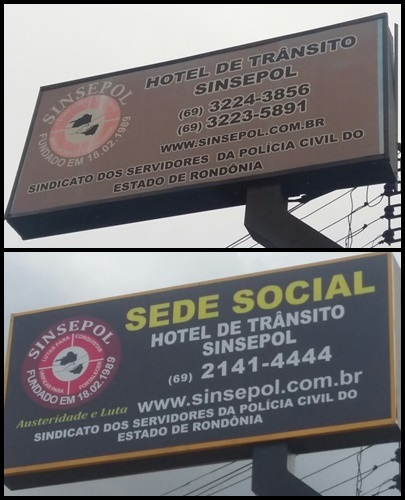 SINSEPOL
FUNDADO EM 18.02.1989
HOTEL DE TRÂNSITO
SINSEPOL
(69) 3224-3856
(69) 3223-5891
WWW.SINSEPOL.COM.BR
SINDICATO DOS SERVIDORES DA POLÍCIA CIVIL DO
ESTADO DE RONDÔNIA
SEDE SOCIAL
SINSEPOL
LUTAR PARA CONQUISTAR
FUNDADO EM 18.02.1989
HOTEL DE TRÂNSITO
SINSEPOL
(69) 2141-4444
Austeridade e Luta
www.sinsepol.com.br
SINDICATO DOS SERVIDORES DA POLÍCIA CIVIL DO
ESTADO DE RONDÔNIA